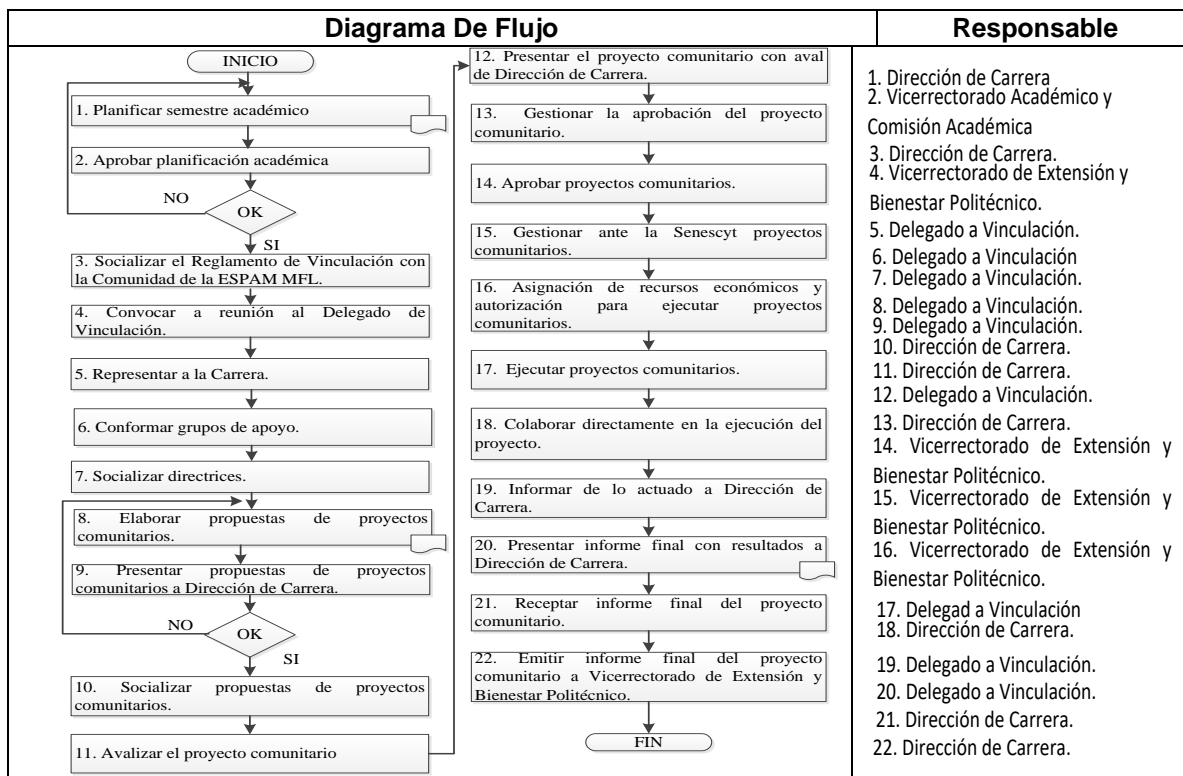 Diagrama De Flujo
Responsable
INICIO
1. Planificar semestre académico
2. Aprobar planificación académica
NO
OK
SI
3. Socializar el Reglamento de Vinculación con
la Comunidad de la ESPAM MFL.
4. Convocar a reunión al Delegado de
Vinculación.
5. Representar a la Carrera.
6. Conformar grupos de apoyo.
7. Socializar directrices.
8. Elaborar propuestas de proyectos
comunitarios.
9. Presentar propuestas de proyectos
comunitarios a Dirección de Carrera.
NO
OK
SI
10. Socializar propuestas de proyectos
comunitarios.
11. Avalizar el proyecto comunitario
12. Presentar el proyecto comunitario con aval
de Dirección de Carrera.
13. Gestionar la aprobación del proyecto
comunitario.
14. Aprobar proyectos comunitarios.
15. Gestionar ante la Senescyt proyectos
comunitarios.
16. Asignación de recursos económicos y
autorización para ejecutar proyectos
comunitarios.
17. Ejecutar proyectos comunitarios.
18. Colaborar directamente en la ejecución del
proyecto.
19. Informar de lo actuado a Dirección de
Carrera.
20. Presentar informe final con resultados a
Dirección de Carrera.
21. Receptar informe final del proyecto
comunitario.
22. Emitir informe final del proyecto
comunitario a Vicerrectorado de Extensión y
Bienestar Politécnico.
FIN
1. Dirección de Carrera
2. Vicerrectorado Académico y
Comisión Académica
3. Dirección de Carrera.
4. Vicerrectorado de Extensión y
Bienestar Politécnico.
5. Delegado a Vinculación.
6. Delegado a Vinculación
7. Delegado a Vinculación.
8. Delegado a Vinculación.
9. Delegado a Vinculación.
10. Dirección de Carrera.
11. Dirección de Carrera.
12. Delegado a Vinculación.
13. Dirección de Carrera.
14. Vicerrectorado de Extensión y
Bienestar Politécnico.
15. Vicerrectorado de Extensión y
Bienestar Politécnico.
16. Vicerrectorado de Extensión y
Bienestar Politécnico.
17. Delegad a Vinculación
18. Dirección de Carrera.
19. Delegado a Vinculación.
20. Delegado a Vinculación.
21. Dirección de Carrera.
22. Dirección de Carrera.